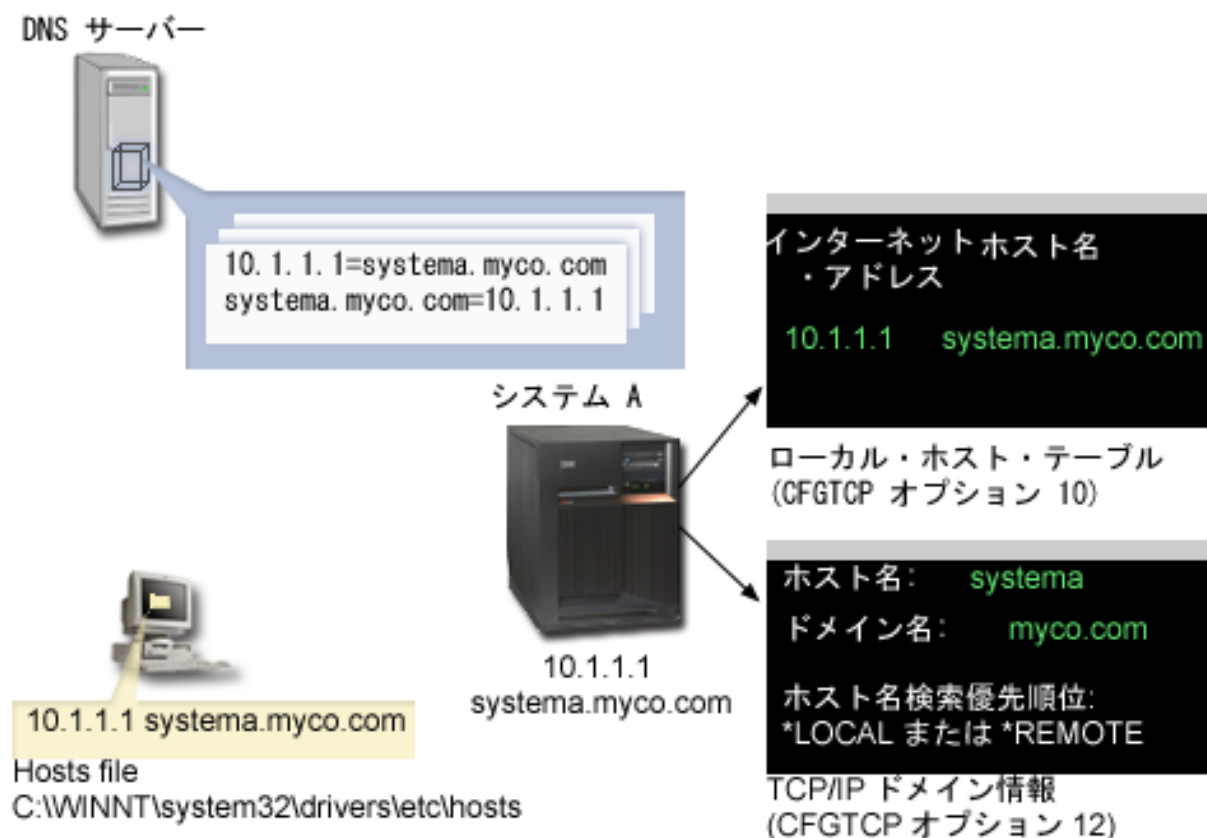 DNS サーバー
10.1.1.1=systema.myco.com
systema.myco.com=10.1.1.1
インターネット ホスト名
・アドレス
10.1.1.1 systema.myco.com
システム A
ローカル・ホスト・テーブル
(CFGTCP オプション 10)
IBM
10.1.1.1
systema.myco.com
ホスト名: systema
ドメイン名: myco.com
ホスト名検索優先順位:
*LOCAL または *REMOTE
TCP/IP ドメイン情報
(CFGTCP オプション 12)
10.1.1.1 systema.myco.com
Hosts file
C:\WINNT\system32\drivers\etc\hosts